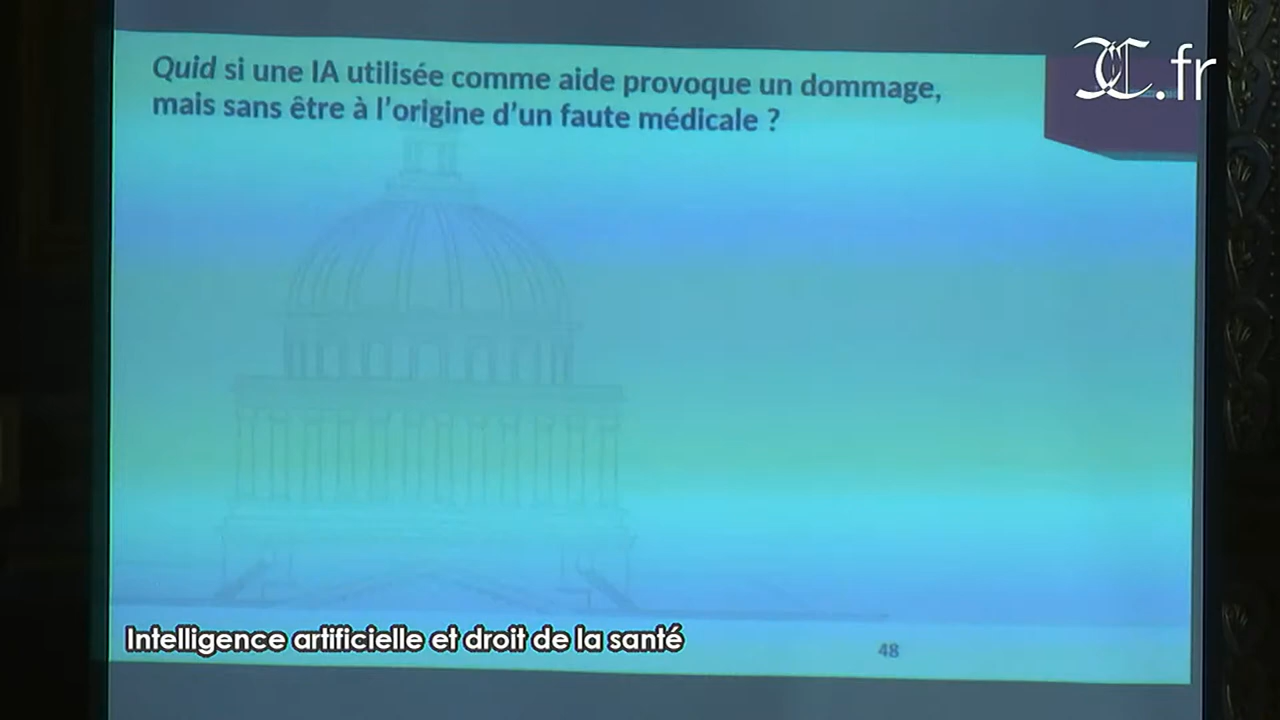 Quid si une IA utilisée comme aide provoque un dommage,
mais sans être à l'origine d'un faute médicale ?
CC.fr
Intelligence artificielle et droit de la santé
48